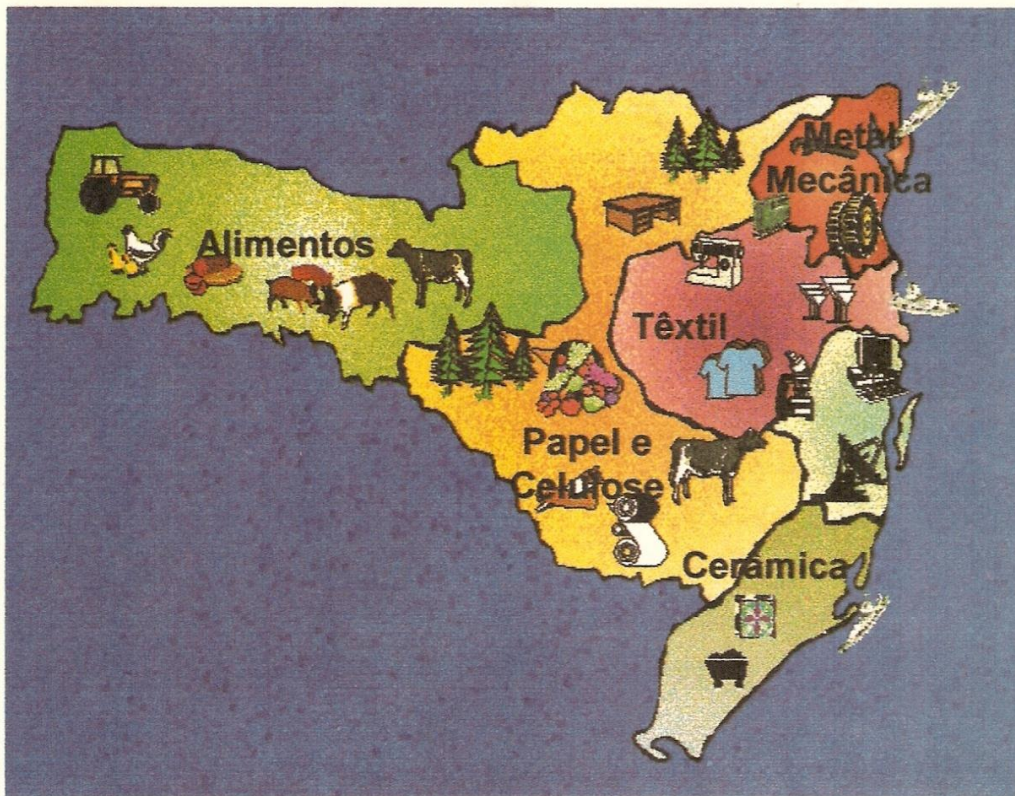 Metal
Mecânica
Alimentos
Têxtil
Papel e
Celulose
Cerâmica